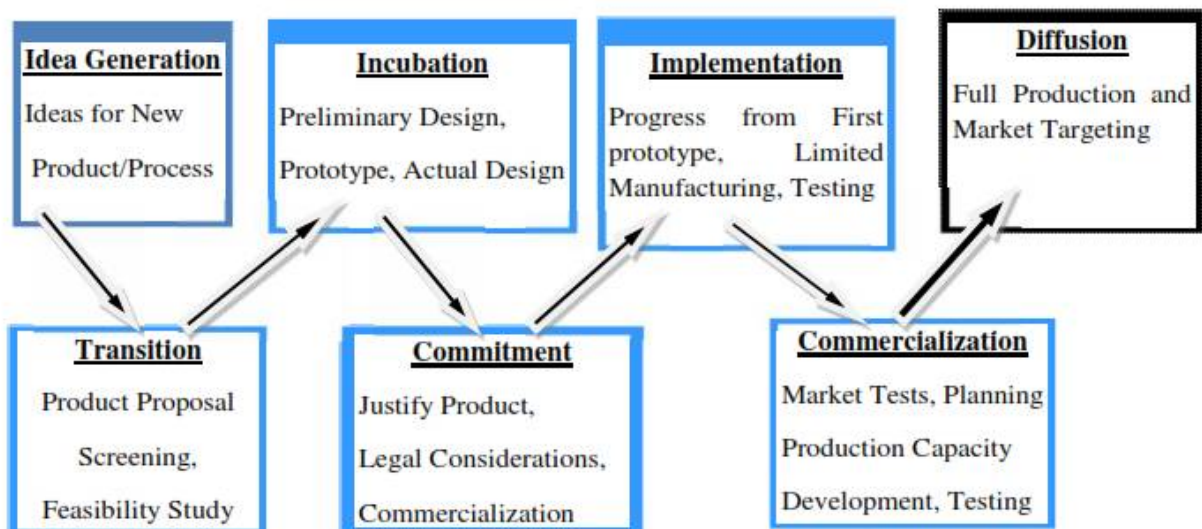 Idea Generation
Ideas for New
Product/Process
Incubation
Preliminary Design,
Prototype, Actual Design
Implementation
Progress from First
prototype, Limited
Manufacturing, Testing
Diffusion
Full Production and
Market Targeting
Transition
Product Proposal
Screening,
Feasibility Study
Commitment
Justify Product,
Legal Considerations,
Commercialization
Commercialization
Market Tests, Planning
Production Capacity
Development, Testing